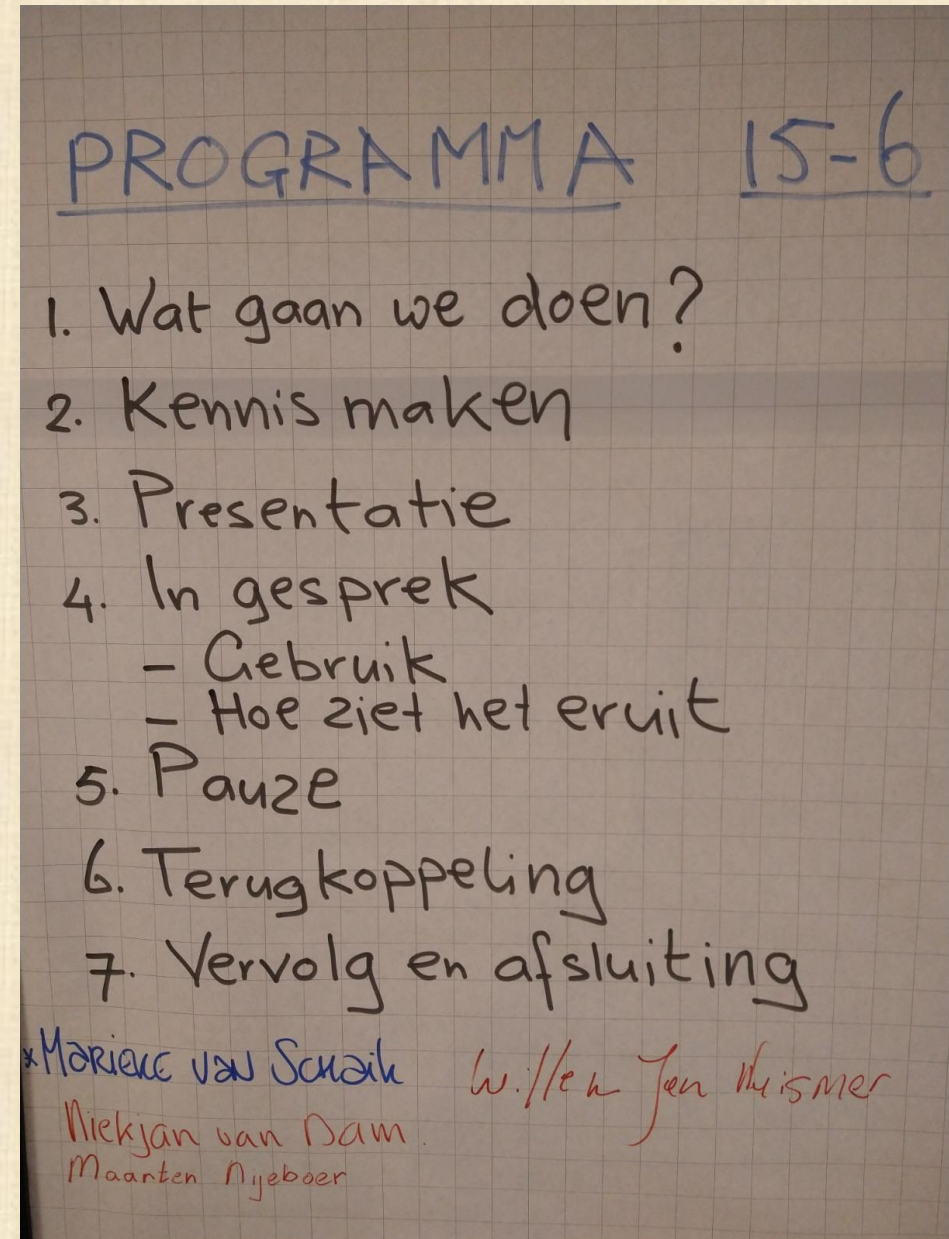 PROGRAMMA 15-6
1. Wat gaan we doen?
2. Kennis maken
3. Presentatie
4. In gesprek
- Gebruik
- Hoe ziet het eruit
5. Pauze
6. Terugkoppeling
7. Vervolg en afsluiting
*Marieke van Schaik
Willem Jan
Niekjan van Dam.
Maarten Nyeboer